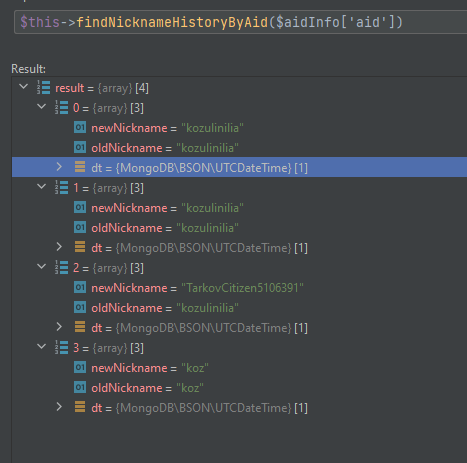 $this->findNicknameHistoryByAid($aidInfo['aid'])
Result:
result = {array} [4]
0 = {array} [3]
newNickname = "kozulinilia"
oldNickname = "kozulinilia"
dt = {MongoDB\BSON\UTCDateTime} [1]
1 = {array} [3]
newNickname = "kozulinilia"
oldNickname = "kozulinilia"
dt = {MongoDB\BSON\UTCDateTime} [1]
2 = {array} [3]
newNickname = "TarkovCitizen5106391"
oldNickname = "kozulinilia"
dt = {MongoDB\BSON\UTCDateTime} [1]
3 = {array} [3]
newNickname = "koz"
oldNickname = "koz"
dt = {MongoDB\BSON\UTCDateTime} [1]